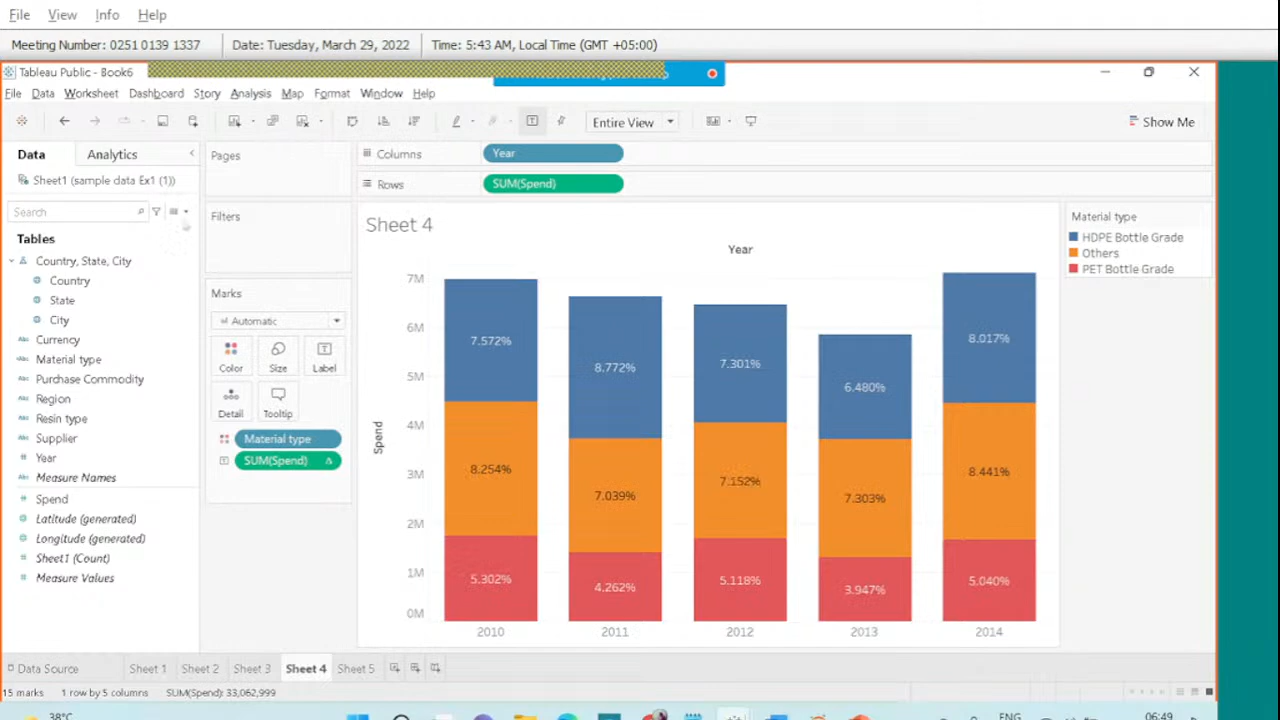 File View Info Help
Meeting Number: 0251 0139 1337 Date: Tuesday, March 29, 2022 Time: 5:43 AM, Local Time (GMT +05:00)
Tableau Public - Book6
File Data Worksheet Dashboard Story Analysis Map Format Window Help
Entire View Show Me
Data Analytics
Sheet1 (sample data Ex1 (1))
Search
Tables
Country, State, City
Country
State
City
Abc Currency
Abc Material type
Abc Purchase Commodity
Abc Region
Abc Resin type
Abc Supplier
Abc Year
Abc Measure Names
# Spend
Latitude (generated)
Longitude (generated)
# Sheet1 (Count)
# Measure Values
Pages
Filters
Marks
Automatic
Color Size Label
Detail Tooltip
Material type
SUM(Spend)
Columns Year
Rows SUM(Spend)
Sheet 4
Year
Spend
7M
6M
5M
4M
3M
2M
1M
0M
7.572% 8.772% 7.301% 6.480% 8.017%
8.254% 7.039% 7.152% 7.303% 8.441%
5.302% 4.262% 5.118% 3.947% 5.040%
2010 2011 2012 2013 2014
Material type
HDPE Bottle Grade
Others
PET Bottle Grade
Data Source Sheet 1 Sheet 2 Sheet 3 Sheet 4 Sheet 5
15 marks 1 row by 5 columns SUM(Spend): 33,062,999
38°C ENG 06:49